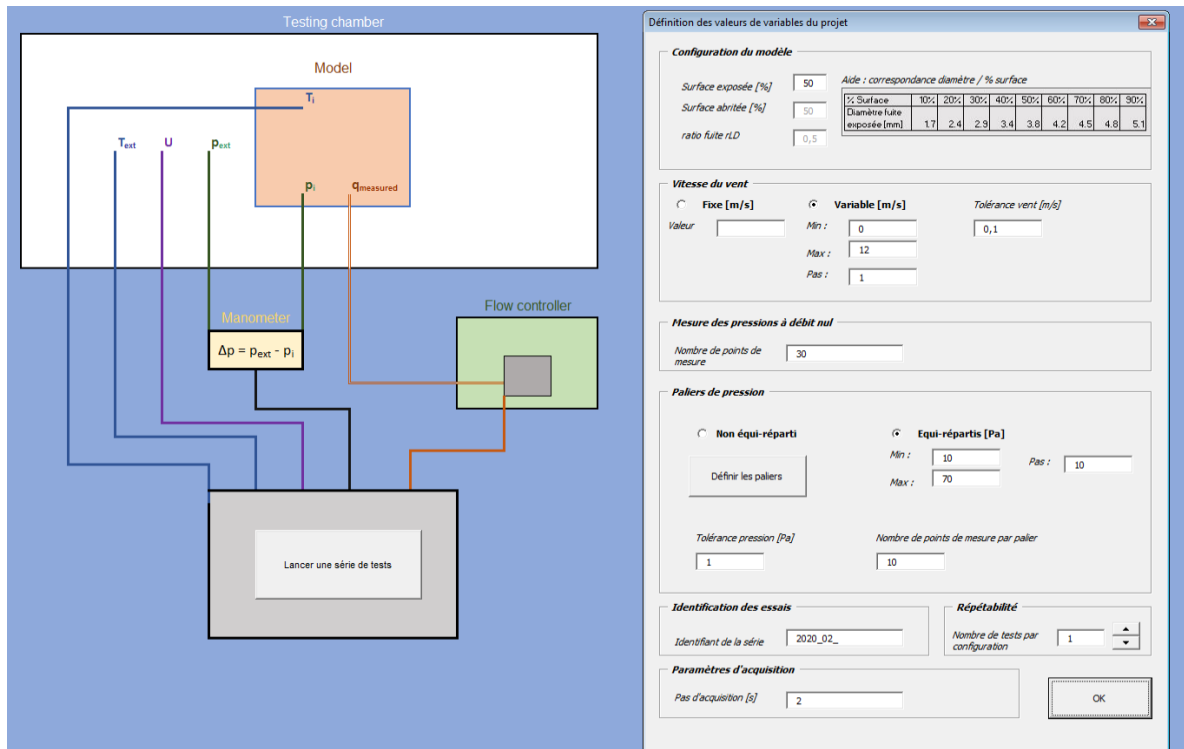 Testing chamber
Model
Ti
Text
U
pext
pi
qmeasured
Manometer
Δp = pext - pi
Flow controller
Lancer une série de tests
Définition des valeurs de variables du projet
Configuration du modèle
Surface exposée [%] 50
Surface abritée [%] 50
ratio fuite rLD 0,5
Aide : correspondance diamètre / % surface
% Surface 10% 20% 30% 40% 50% 60% 70% 80% 90%
Diamètre fuite
exposée [mm] 1.7 2.4 2.9 3.4 3.8 4.2 4.5 4.8 5.1
Vitesse du vent
Fixe [m/s] Variable [m/s] Tolérance vent [m/s]
Valeur Min : 0 0,1
Max : 12
Pas : 1
Mesure des pressions à débit nul
Nombre de points de
mesure
30
Paliers de pression
Non équi-réparti Equi-répartis [Pa]
Définir les paliers
Min : 10
Max : 70
Pas : 10
Tolérance pression [Pa] Nombre de points de mesure par palier
1 10
Identification des essais
Identifiant de la série 2020_02_
Répétabilité
Nombre de tests par
configuration
1
Paramètres d'acquisition
Pas d'acquisition [s] 2
OK